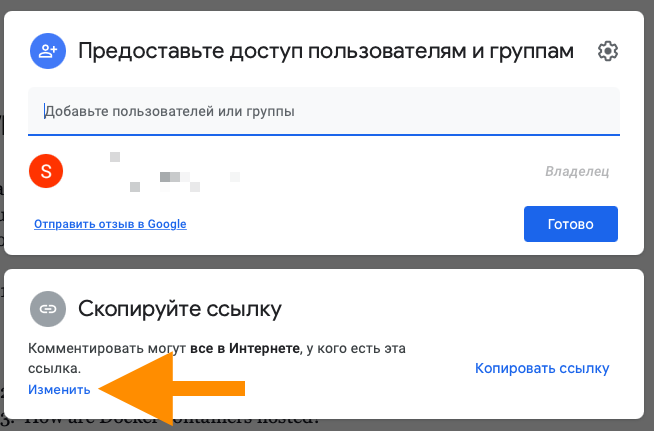 Предоставьте доступ пользователям и группам
Добавьте пользователей или группы
S
Владелец
Отправить отзыв в Google
Готово
Скопируйте ссылку
Комментировать могут все в Интернете, у кого есть эта
ссылка.
Копировать ссылку
Изменить
3. How are Docker containers hosted?